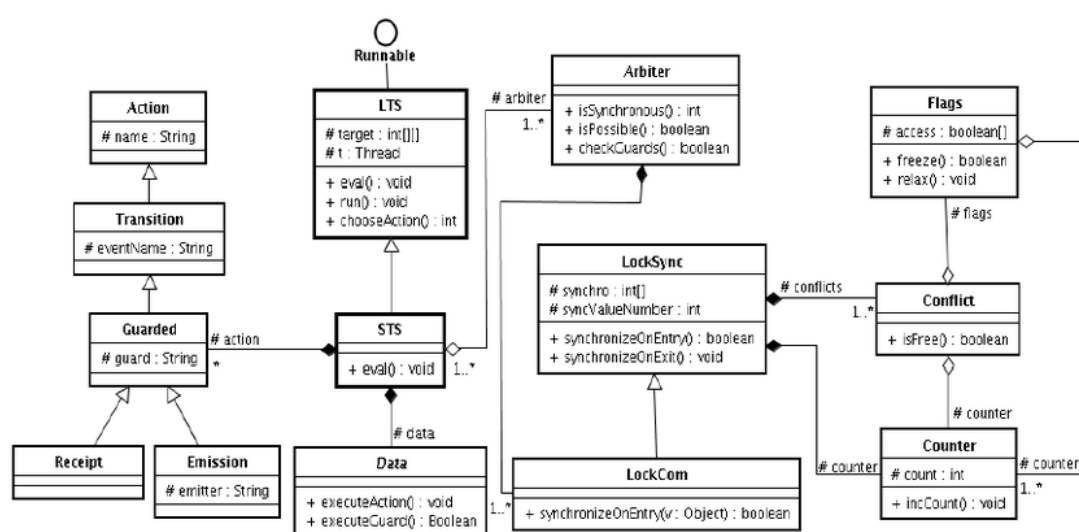 Runnable
Action
# name : String
Transition
# eventName : String
Guarded
# guard : String
Receipt
Emission
# emitter : String
# action
*
LTS
# target : int[][]
# t : Thread
+ eval() : void
+ run() : void
+ chooseAction() : int
STS
+ eval() : void
1..*
# data
Data
+ executeAction() : void
+ executeGuard() : Boolean
# arbiter
1..*
Arbiter
+ isSynchronous() : int
+ isPossible() : boolean
+ checkGuards() : boolean
LockSync
# synchro : int[]
# syncValueNumber : int
+ synchronizeOnEntry() : boolean
+ synchronizeOnExit() : void
1..*
LockCom
+ synchronizeOnEntry(v : Object) : boolean
# conflicts
1..*
# counter
Flags
# access : boolean[]
+ freeze() : boolean
+ relax() : void
# flags
Conflict
+ isFree() : boolean
# counter
Counter
# count : int
+ incCount() : void
# counter
1..*